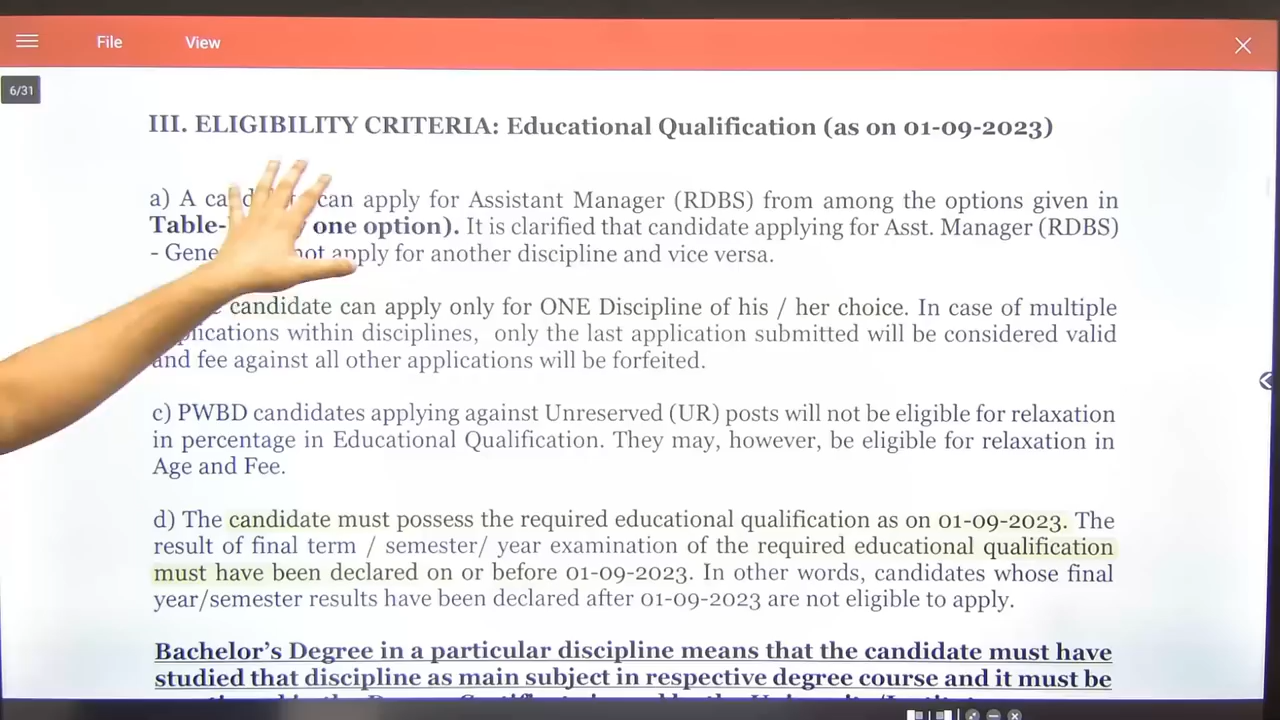 File View
6/31
III. ELIGIBILITY CRITERIA: Educational Qualification (as on 01-09-2023)
a) A can apply for Assistant Manager (RDBS) from among the options given in
Table- one option). It is clarified that candidate applying for Asst. Manager (RDBS)
- Gene not apply for another discipline and vice versa.
candidate can apply only for ONE Discipline of his / her choice. In case of multiple
within disciplines, only the last application submitted will be considered valid
and fee against all other applications will be forfeited.
c) PWBD candidates applying against Unreserved (UR) posts will not be eligible for relaxation
in percentage in Educational Qualification. They may, however, be eligible for relaxation in
Age and Fee.
d) The candidate must possess the required educational qualification as on 01-09-2023. The
result of final term / semester/ year examination of the required educational qualification
must have been declared on or before 01-09-2023. In other words, candidates whose final
year/semester results have been declared after 01-09-2023 are not eligible to apply.
Bachelor's Degree in a particular discipline means that the candidate must have
studied that discipline as main subject in respective degree course and it must be